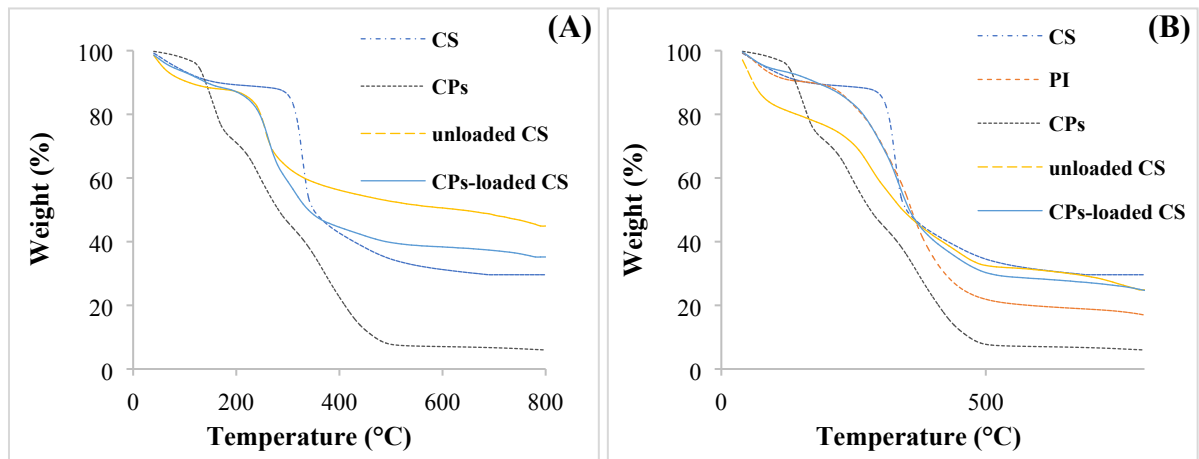 (A)
100
80
60
40
20
0
Weight (%)
0 200 400 600 800
Temperature (°C)
CS
CPs
unloaded CS
CPs-loaded CS
(B)
100
80
60
40
20
0
Weight (%)
0 500
Temperature (°C)
CS
PI
CPs
unloaded CS
CPs-loaded CS